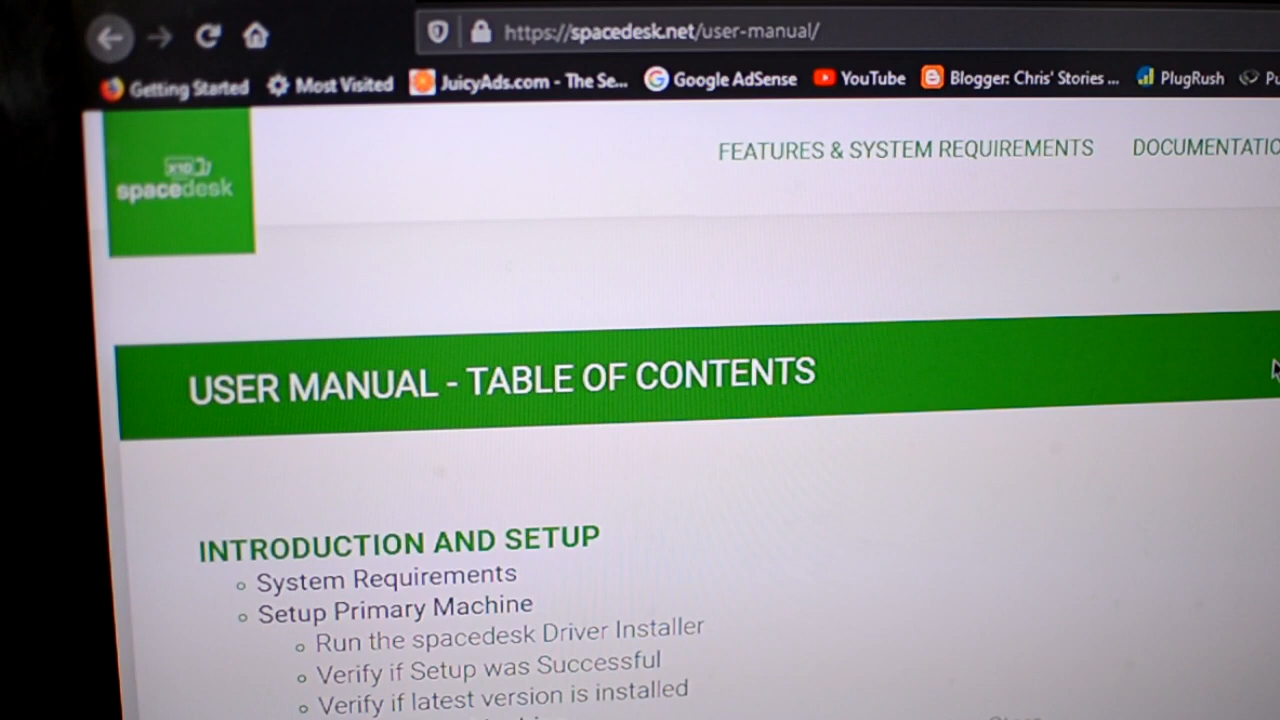 https://spacedesk.net/user-manual/
Getting Started Most Visited JuicyAds.com - The Se... Google AdSense YouTube Blogger: Chris' Stories ... PlugRush
spacedesk
FEATURES & SYSTEM REQUIREMENTS DOCUMENTATIO
USER MANUAL - TABLE OF CONTENTS
INTRODUCTION AND SETUP
System Requirements
Setup Primary Machine
Run the spacedesk Driver Installer
Verify if Setup was Successful
Verify if latest version is installed